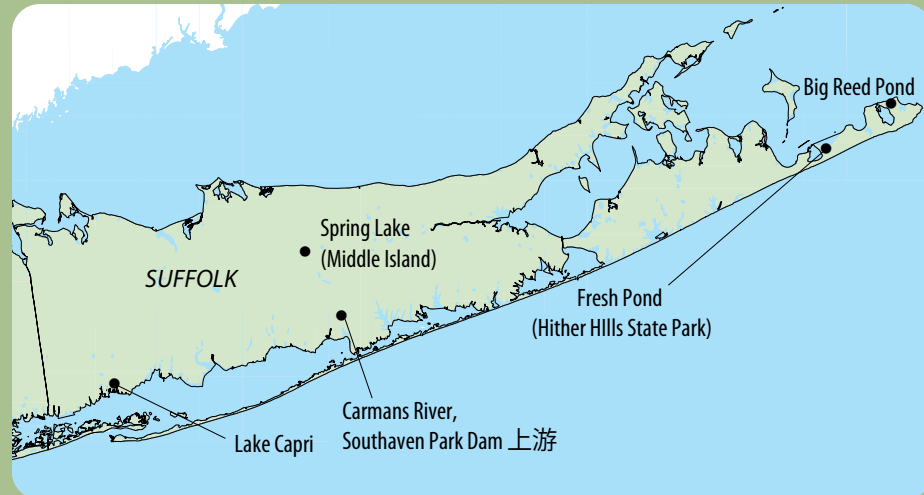 Big Reed Pond
Spring Lake
(Middle Island)
SUFFOLK
Fresh Pond
(Hither HIlls State Park)
Carmans River,
Southaven Park Dam 上游
Lake Capri